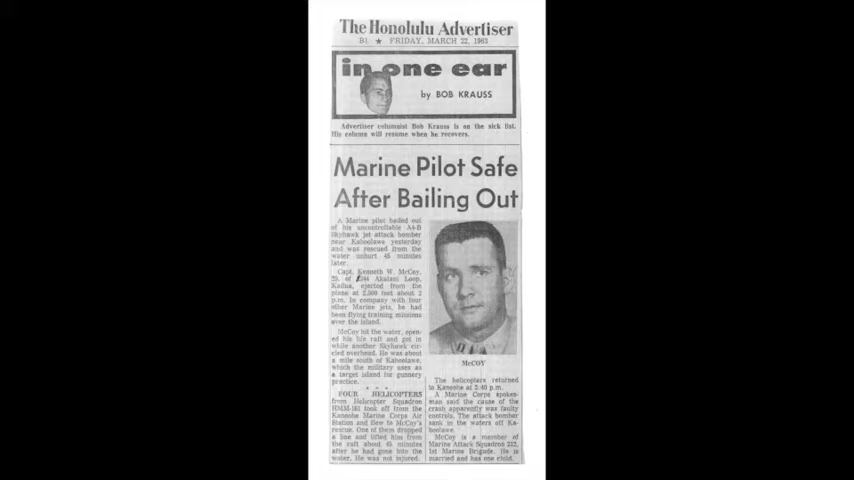 The Honolulu Advertiser
B1 ★ FRIDAY, MARCH 22, 1963
in one ear
by BOB KRAUSS
Advertiser columnist Bob Krauss is on the sick list.
His column will resume when he recovers.
Marine Pilot Safe
After Bailing Out
A Marine pilot bailed out
of his uncontrollable A4-B
Skyhawk jet attack bomber
near Kahoolawe yesterday
and was rescued from the
water unhurt 45 minutes
later.
Capt. Kenneth W. McCoy,
of Akalani Loop,
Kailua, ejected from the
plane at 2,500 feet about 2
p.m. In company with four
other Marine jets, he had
been flying training missions
over the island.
McCoy hit the water, open-
ed his life raft and got in
while another Skyhawk cir-
cled overhead. He was about
a mile south of Kahoolawe,
which the military uses as
a target island for gunnery
practice.
* * *
FOUR HELICOPTERS
from Helicopter Squadron
HMM-161 took off from the
Kaneohe Marine Corps Air
Station and flew to McCoy's
rescue. One of them dropped
a line and lifted him from
the raft about 45 minutes
after he had gone into the
water. He was not injured.
McCOY
The helicopters returned
to Kaneohe at 3:40 p.m.
A Marine Corps spokes-
man said the cause of the
crash apparently was faulty
controls. The attack bomber
sank in the waters off Ka-
hoolawe.
McCoy is a member of
Marine Attack Squadron 212,
1st Marine Brigade. He is
married and has one child.